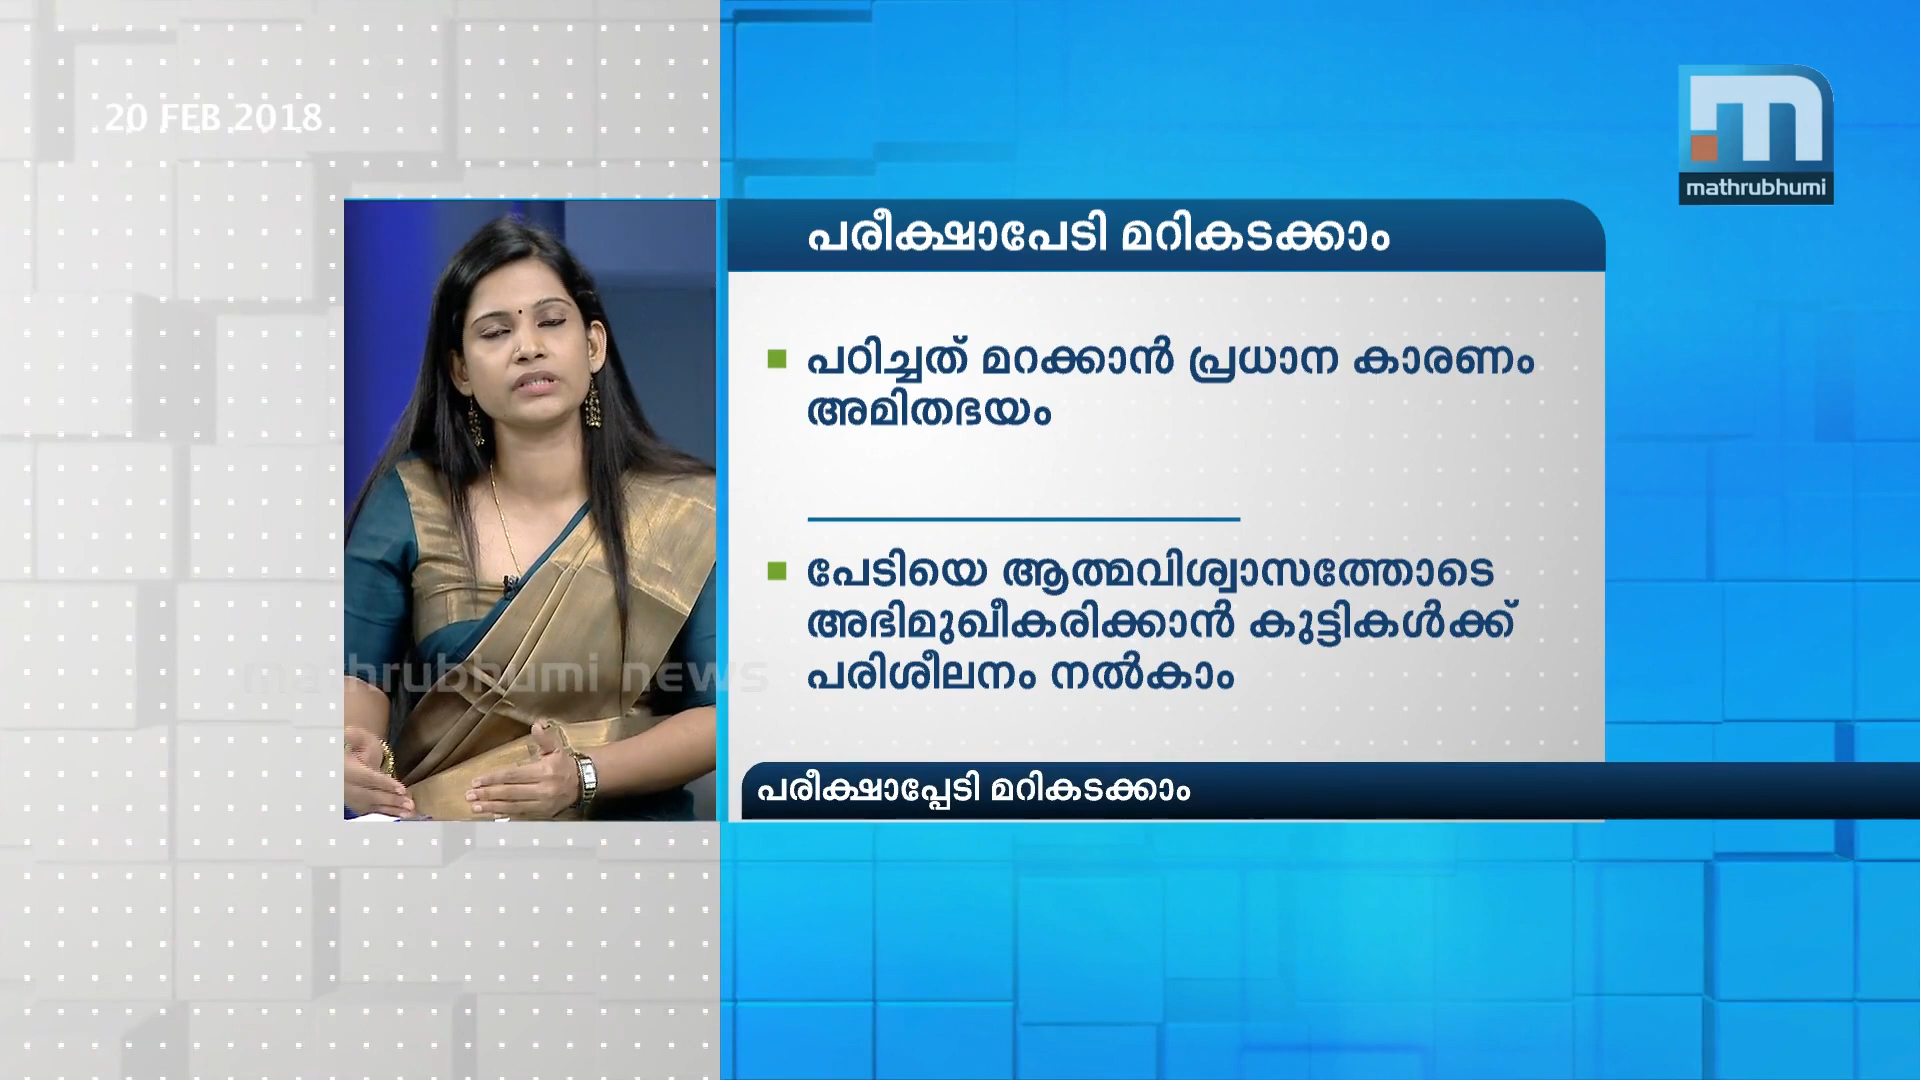 20 FEB 2018
mathrubhumi
പരീക്ഷാപേടി മറികടക്കാം
പഠിച്ചത് മറക്കാൻ പ്രധാന കാരണം
അമിതഭയം
പേടിയെ ആത്മവിശ്വാസത്തോടെ
അഭിമുഖീകരിക്കാൻ കുട്ടികൾക്ക്
പരിശീലനം നൽകാം
mathrubhumi news
പരീക്ഷാപ്പേടി മറികടക്കാം